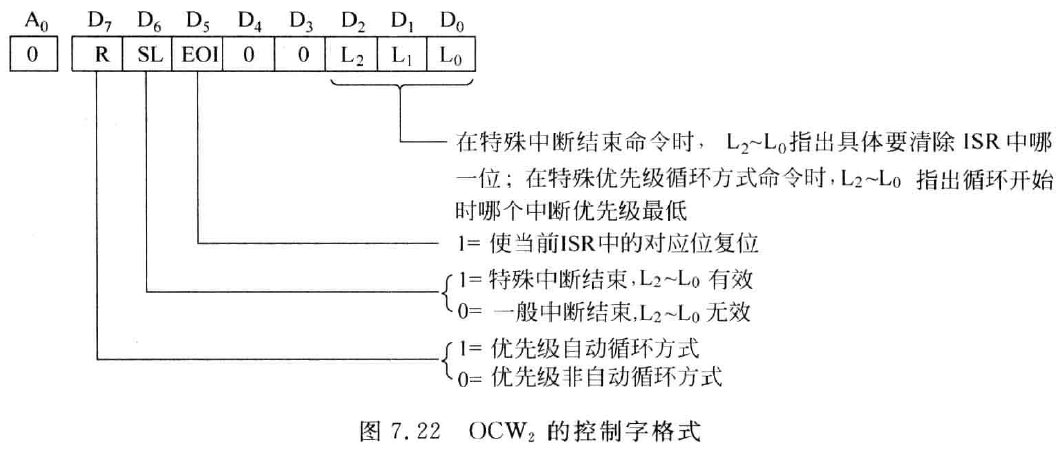 A₀ D₇ D₆ D₅ D₄ D₃ D₂ D₁ D₀
0 R SL EOI 0 0 L₂ L₁ L₀
在特殊中断结束命令时, L₂~L₀指出具体要清除 ISR 中哪
一位；在特殊优先级循环方式命令时,L₂~L₀ 指出循环开始
时哪个中断优先级最低
1= 使当前ISR中的对应位复位
1= 特殊中断结束,L₂~L₀ 有效
0= 一般中断结束,L₂~L₀ 无效
1= 优先级自动循环方式
0= 优先级非自动循环方式
图 7.22 OCW₂ 的控制字格式